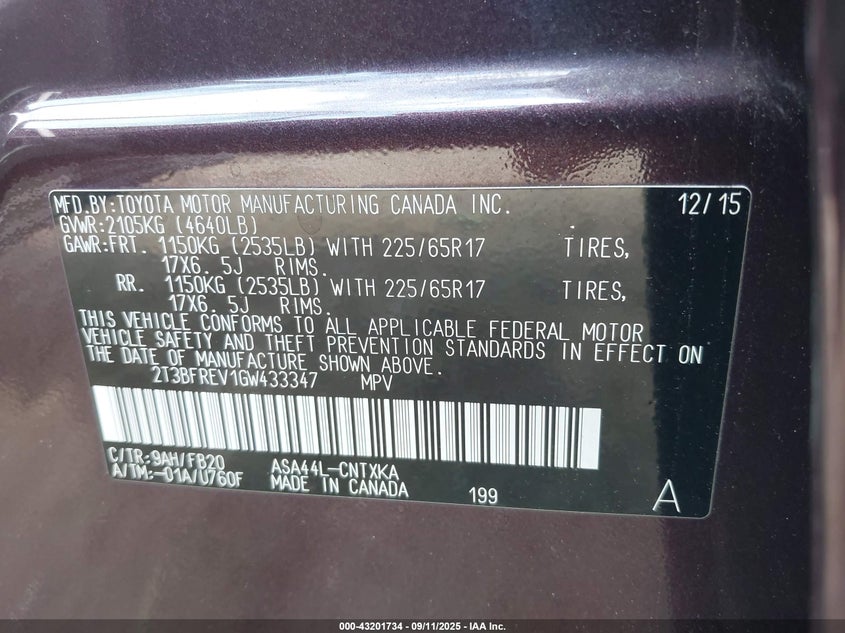 MFD.BY:TOYOTA MOTOR MANUFACTURING CANADA INC. 12/15
GVWR:2105KG (4640LB)
GAWR:FRT. 1150KG (2535LB) WITH 225/65R17 TIRES,
17X6. 5J RIMS.
RR. 1150KG (2535LB) WITH 225/65R17 TIRES,
17X6. 5J RIMS.
THIS VEHICLE CONFORMS TO ALL APPLICABLE FEDERAL MOTOR
VEHICLE SAFETY AND THEFT PREVENTION STANDARDS IN EFFECT ON
THE DATE OF MANUFACTURE SHOWN ABOVE.
2T3BFREV1GW433347 MPV
C/TR:9AH/FB20 ASA44L-CNTXKA
A/TM:-01A/U760F MADE IN CANADA 199 A
000-43201734 - 09/11/2025 - IAA Inc.